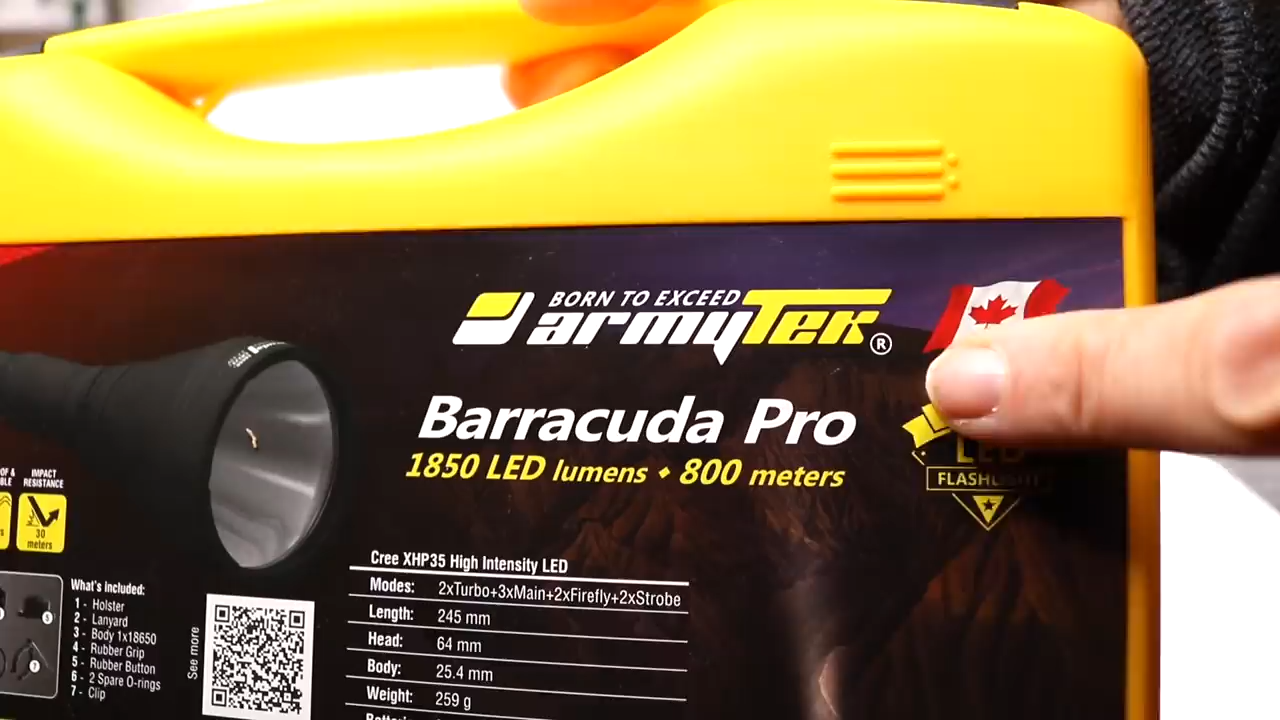 BORN TO EXCEED
armyTek®
Barracuda Pro
1850 LED lumens • 800 meters
LED
IMPACT
RESISTANCE
30
meters
Cree XHP35 High Intensity LED
Modes: 2xTurbo+3xMain+2xFirefly+2xStrobe
Length: 245 mm
Head: 64 mm
Body: 25.4 mm
Weight: 259 g
What's included:
1 - Holster
2 - Lanyard
3 - Body 1x18650
4 - Rubber Grip
5 - Rubber Button
6 - 2 Spare O-rings
7 - Clip
See more
5
7